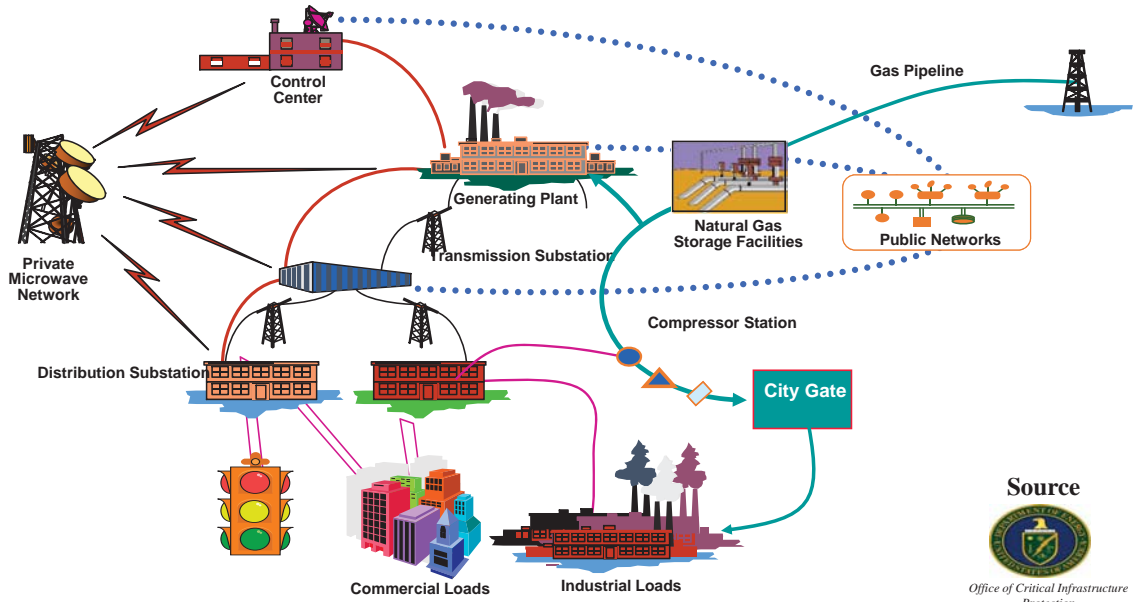 Control
Center
Gas Pipeline
Generating Plant
Natural Gas
Storage Facilities
Public Networks
Private
Microwave
Network
Transmission Substation
Compressor Station
Distribution Substation
City Gate
Commercial Loads
Industrial Loads
Source
Office of Critical Infrastructure
Protection